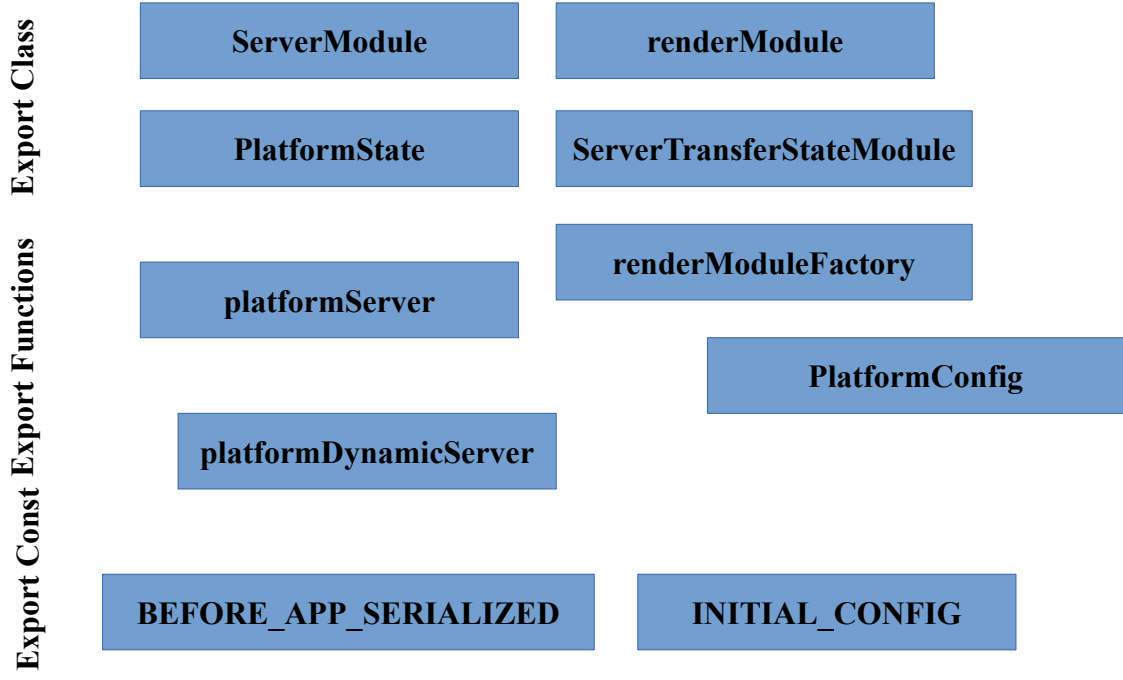 Export Class
ServerModule
renderModule
PlatformState
ServerTransferStateModule
Export Functions
renderModuleFactory
platformServer
PlatformConfig
platformDynamicServer
Export Const
BEFORE_APP_SERIALIZED
INITIAL_CONFIG